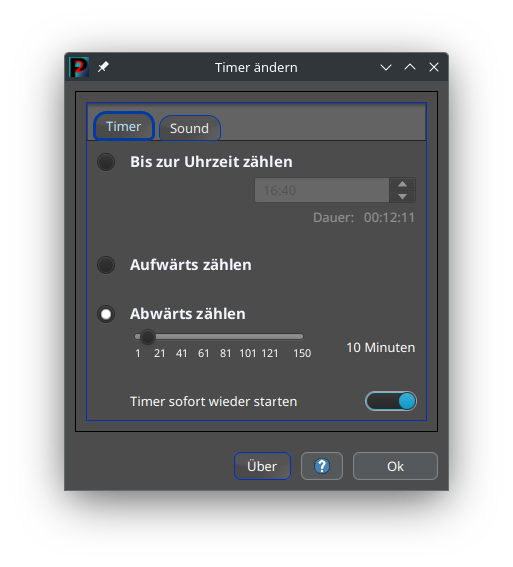 Timer ändern
Timer Sound
Bis zur Uhrzeit zählen
16:40
Dauer: 00:12:11
Aufwärts zählen
Abwärts zählen
1 21 41 61 81 101 121 150
10 Minuten
Timer sofort wieder starten
Über ? Ok